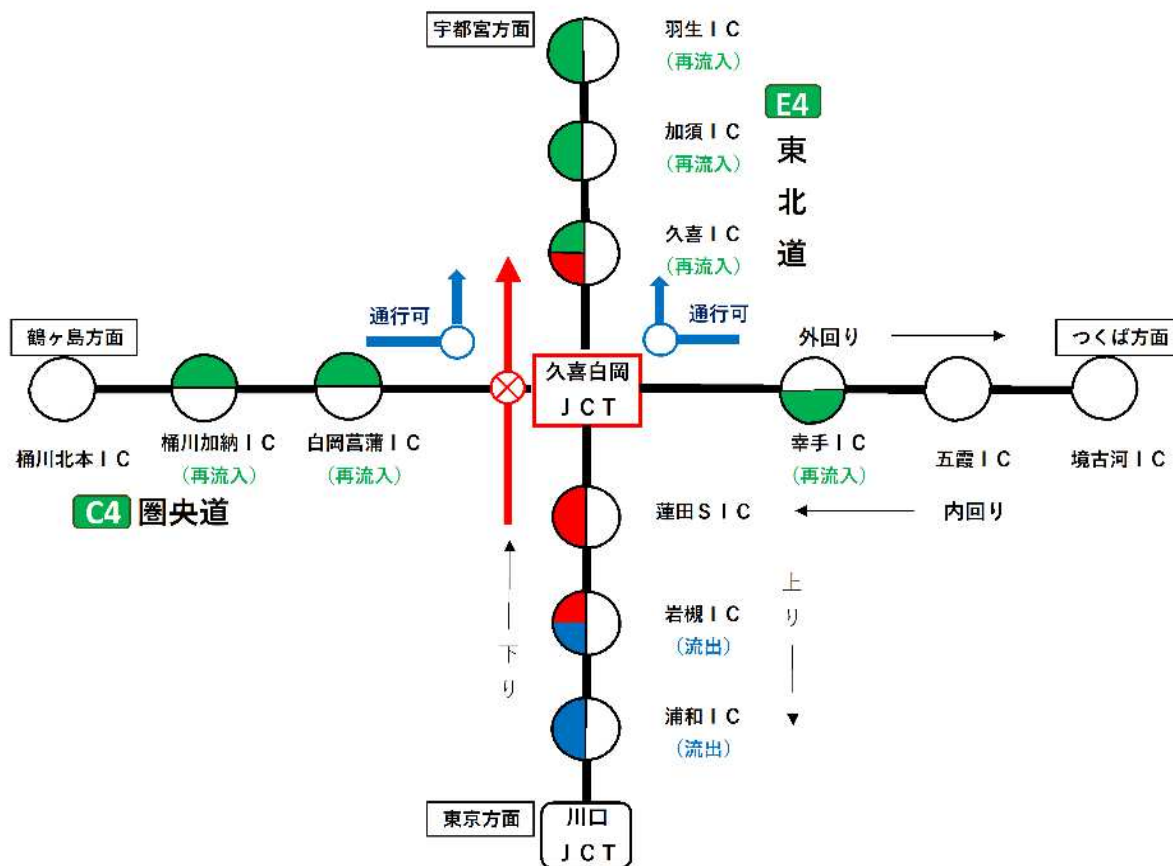 宇都宮方面
羽生ＩＣ
(再流入)
E4
東北道
加須ＩＣ
(再流入)
久喜ＩＣ
(再流入)
通行可
通行可
鶴ヶ島方面
外回り
つくば方面
久喜白岡
ＪＣＴ
桶川北本ＩＣ
桶川加納ＩＣ
(再流入)
白岡菖蒲ＩＣ
(再流入)
幸手ＩＣ
(再流入)
五霞ＩＣ
境古河ＩＣ
C4 圏央道
蓮田ＳＩＣ
内回り
上り
岩槻ＩＣ
(流出)
下り
浦和ＩＣ
(流出)
東京方面
川口
ＪＣＴ